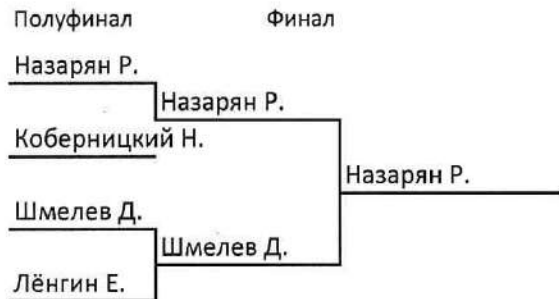 Полуфинал Финал
Назарян Р.
Назарян Р.
Коберницкий Н.
Назарян Р.
Шмелев Д.
Шмелев Д.
Лёнгин Е.